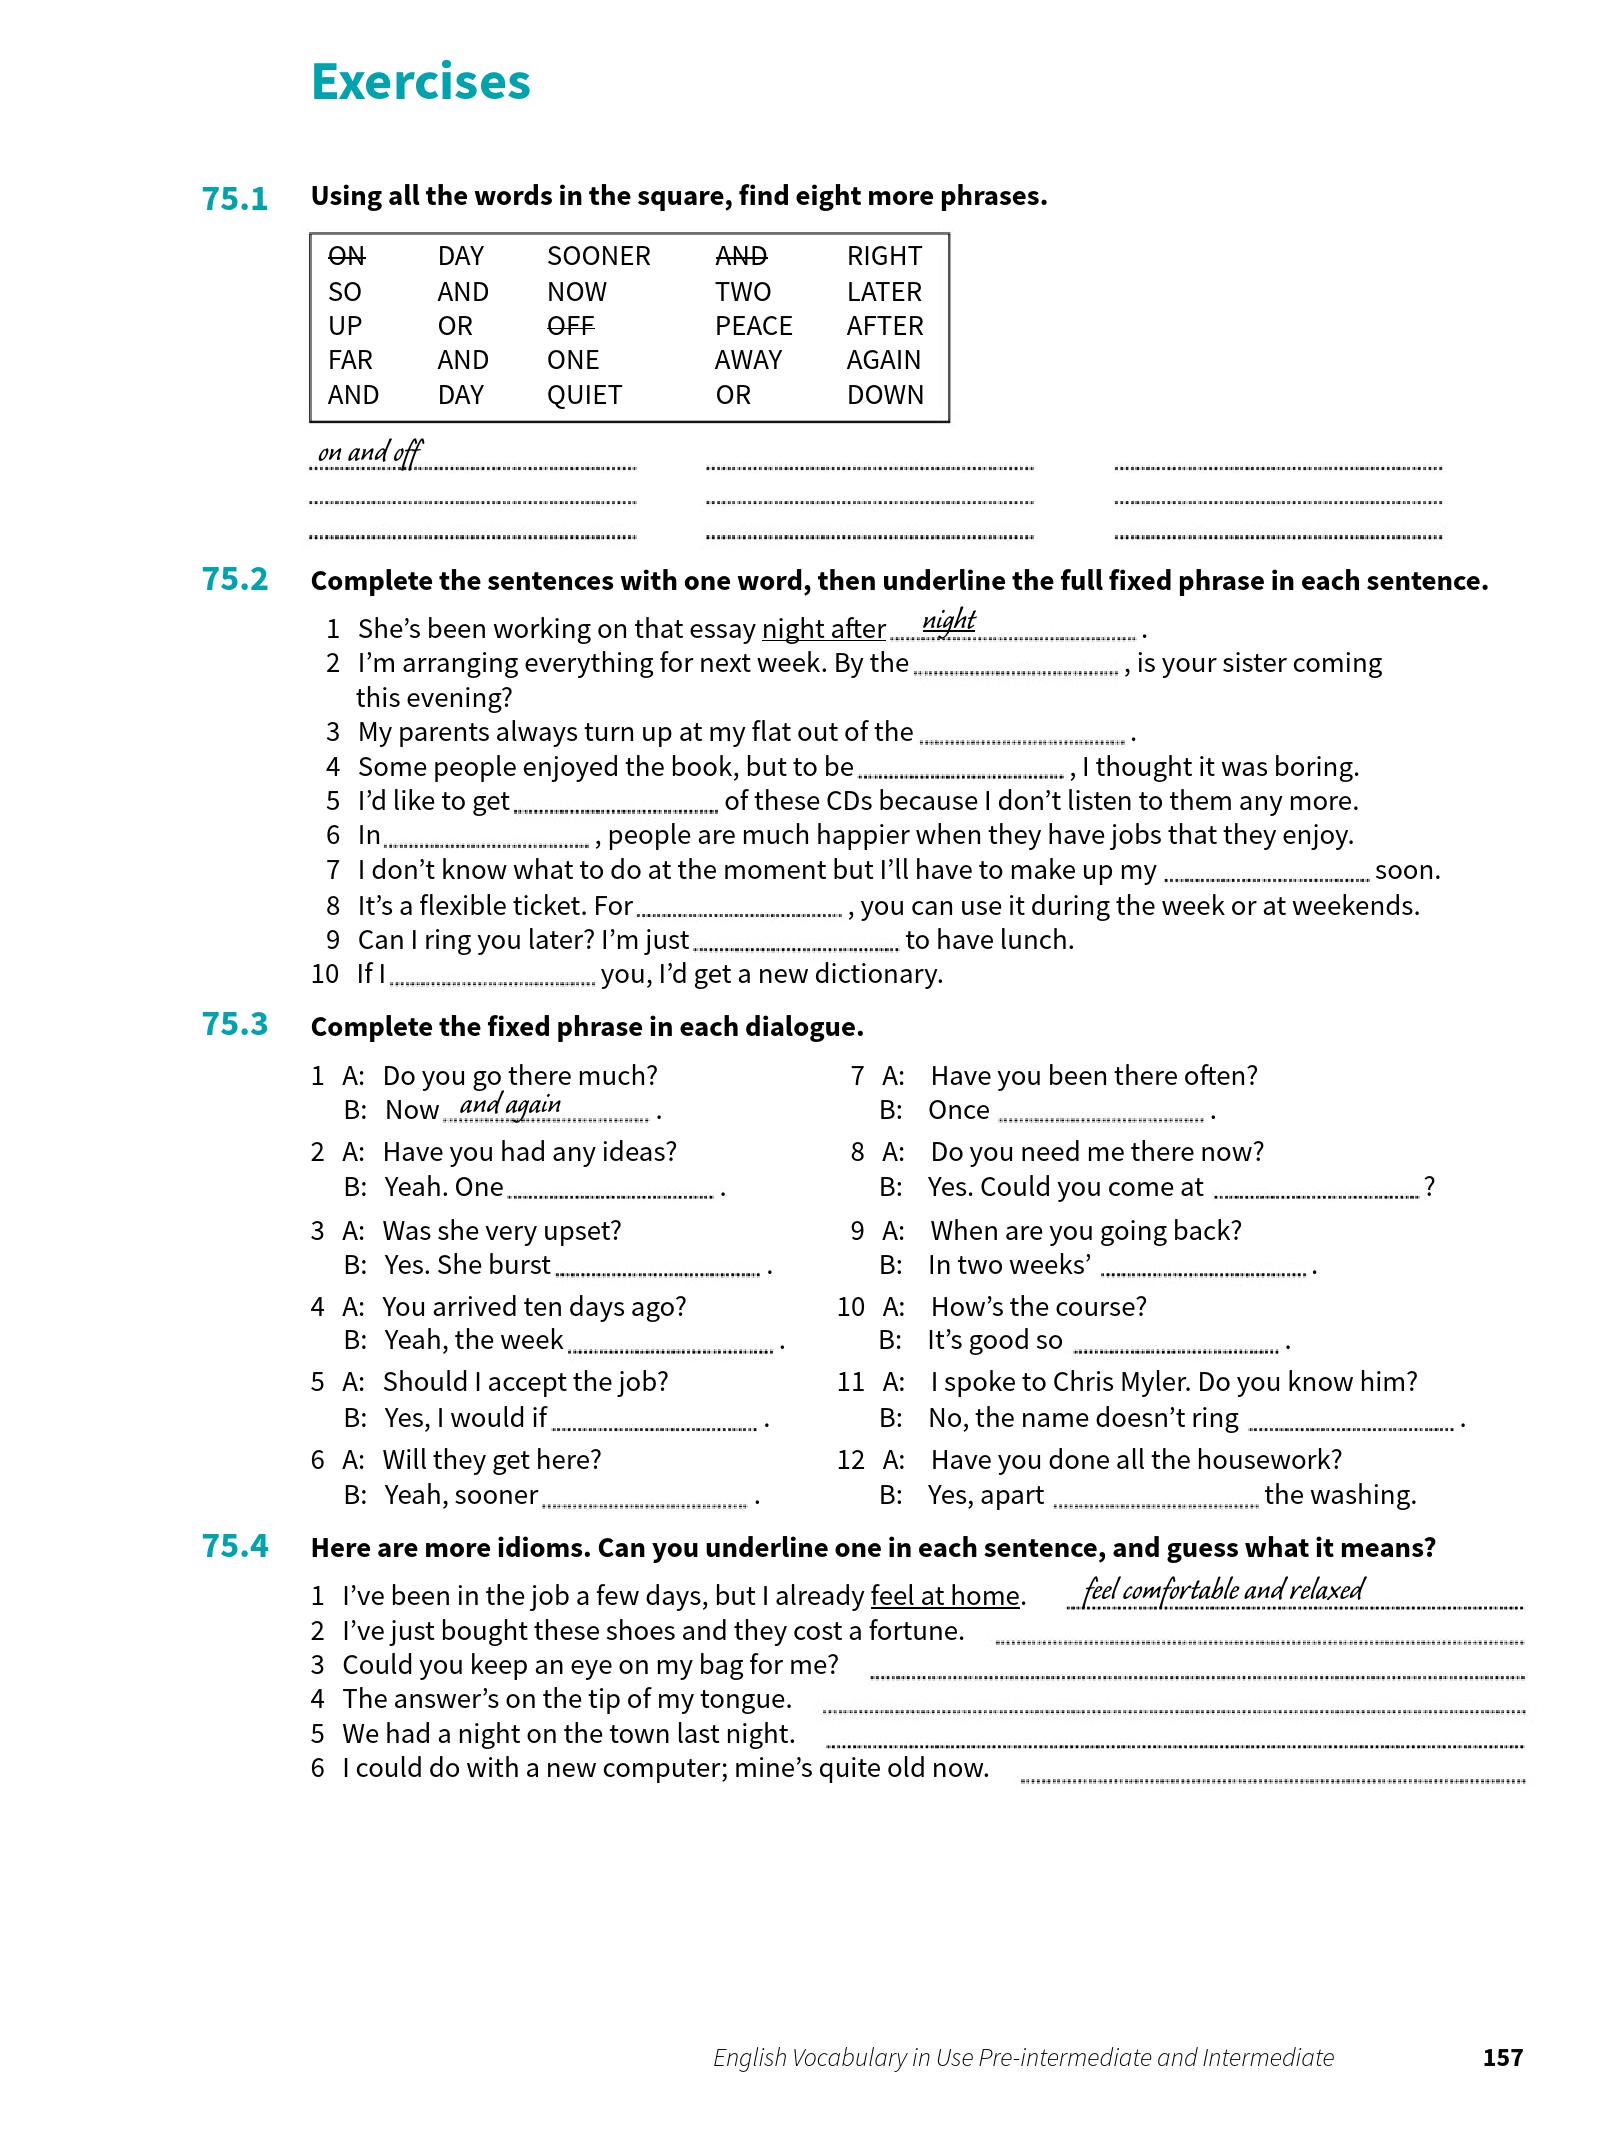 Exercises
75.1 Using all the words in the square, find eight more phrases.
ON DAY SOONER AND RIGHT
SO AND NOW TWO LATER
UP OR OFF PEACE AFTER
FAR AND ONE AWAY AGAIN
AND DAY QUIET OR DOWN
on and off
75.2 Complete the sentences with one word, then underline the full fixed phrase in each sentence.
1 She’s been working on that essay night after night .
2 I’m arranging everything for next week. By the , is your sister coming
this evening?
3 My parents always turn up at my flat out of the .
4 Some people enjoyed the book, but to be , I thought it was boring.
5 I’d like to get of these CDs because I don’t listen to them any more.
6 In , people are much happier when they have jobs that they enjoy.
7 I don’t know what to do at the moment but I’ll have to make up my soon.
8 It’s a flexible ticket. For , you can use it during the week or at weekends.
9 Can I ring you later? I’m just to have lunch.
10 If I you, I’d get a new dictionary.
75.3 Complete the fixed phrase in each dialogue.
1 A: Do you go there much?
B: Now and again .
2 A: Have you had any ideas?
B: Yeah. One .
3 A: Was she very upset?
B: Yes. She burst .
4 A: You arrived ten days ago?
B: Yeah, the week .
5 A: Should I accept the job?
B: Yes, I would if .
6 A: Will they get here?
B: Yeah, sooner .
7 A: Have you been there often?
B: Once .
8 A: Do you need me there now?
B: Yes. Could you come at ?
9 A: When are you going back?
B: In two weeks’ .
10 A: How’s the course?
B: It’s good so .
11 A: I spoke to Chris Myler. Do you know him?
B: No, the name doesn’t ring .
12 A: Have you done all the housework?
B: Yes, apart the washing.
75.4 Here are more idioms. Can you underline one in each sentence, and guess what it means?
1 I’ve been in the job a few days, but I already feel at home. feel comfortable and relaxed
2 I’ve just bought these shoes and they cost a fortune.
3 Could you keep an eye on my bag for me?
4 The answer’s on the tip of my tongue.
5 We had a night on the town last night.
6 I could do with a new computer; mine’s quite old now.
English Vocabulary in Use Pre-intermediate and Intermediate 157